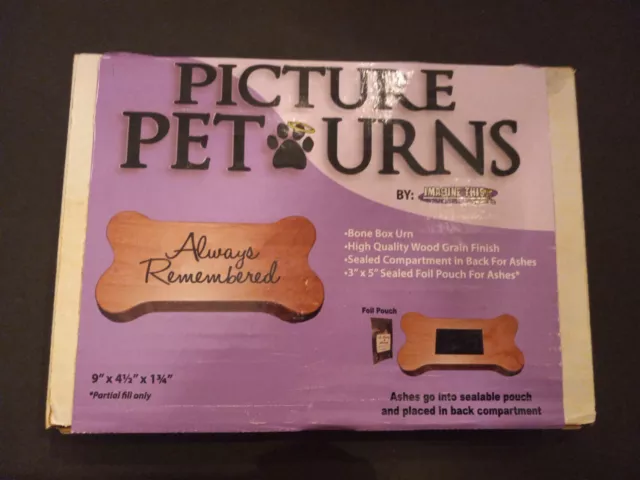 PICTURE
PET URNS
BY: IMAGINE THIS
Always
Remembered
•Bone Box Urn
•High Quality Wood Grain Finish
•Sealed Compartment in Back For Ashes
•3" x 5" Sealed Foil Pouch For Ashes*
Foil Pouch
9" x 4½" x 1¾"
*Partial fill only
Ashes go into sealable pouch
and placed in back compartment